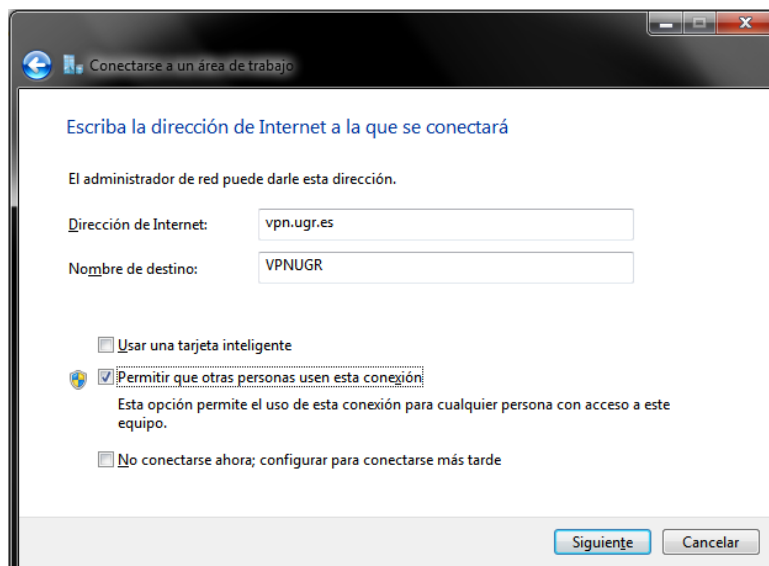 Conectarse a un área de trabajo
Escriba la dirección de Internet a la que se conectará
El administrador de red puede darle esta dirección.
Dirección de Internet: vpn.ugr.es
Nombre de destino: VPNUGR
Usar una tarjeta inteligente
Permitir que otras personas usen esta conexión
Esta opción permite el uso de esta conexión para cualquier persona con acceso a este
equipo.
No conectarse ahora; configurar para conectarse más tarde
Siguiente Cancelar